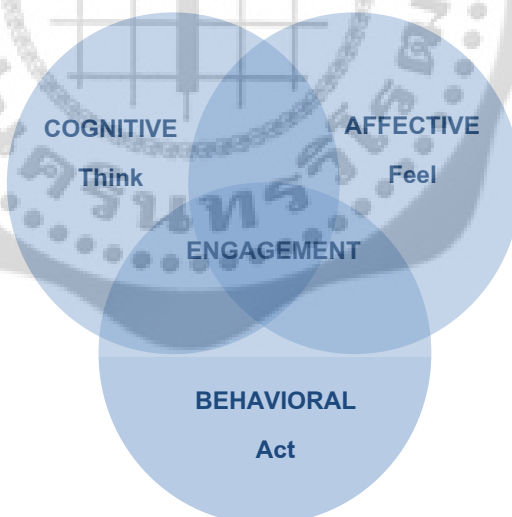 COGNITIVE
Think
AFFECTIVE
Feel
ENGAGEMENT
BEHAVIORAL
Act